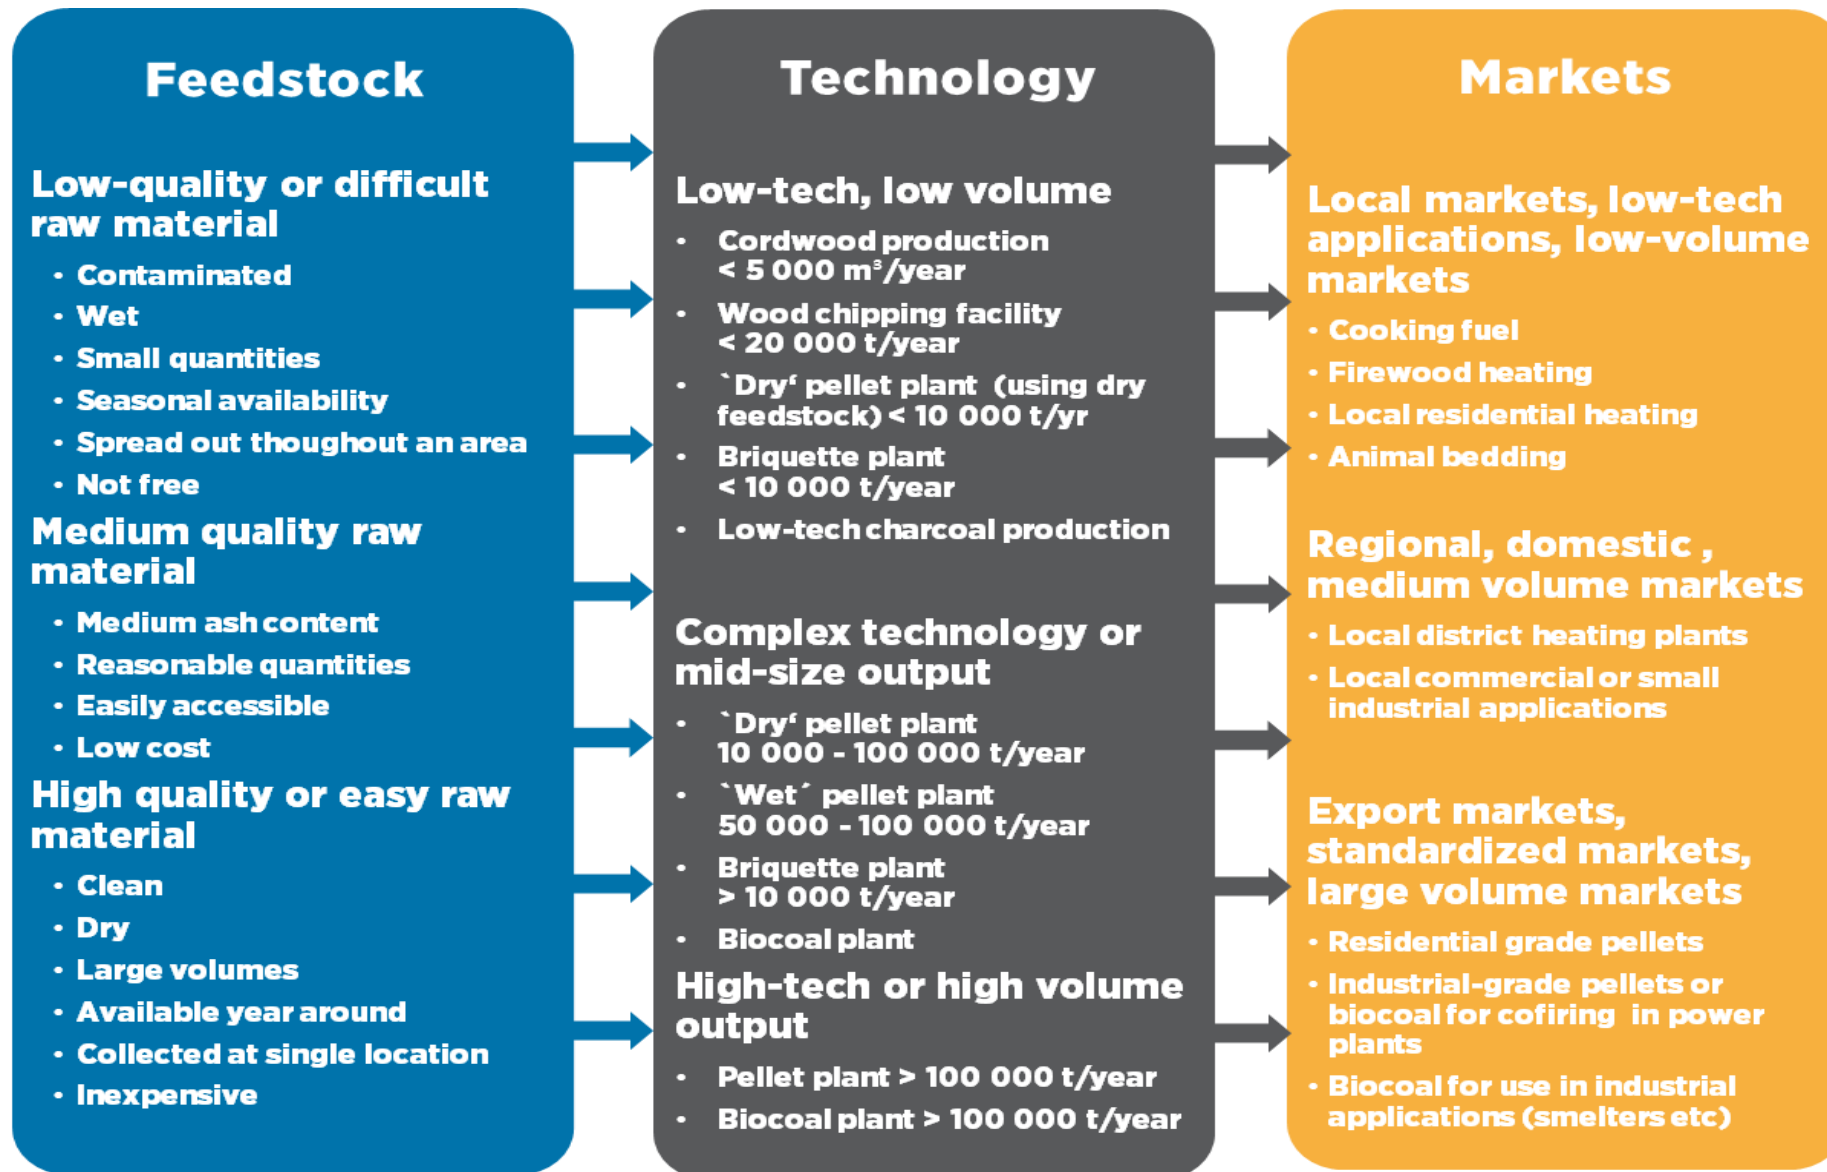 Feedstock
Low-quality or difficult
raw material
• Contaminated
• Wet
• Small quantities
• Seasonal availability
• Spread out thoughout an area
• Not free
Medium quality raw
material
• Medium ash content
• Reasonable quantities
• Easily accessible
• Low cost
High quality or easy raw
material
• Clean
• Dry
• Large volumes
• Available year around
• Collected at single location
• Inexpensive
Technology
Low-tech, low volume
• Cordwood production
< 5 000 m³/year
• Wood chipping facility
< 20 000 t/year
• `Dry‘ pellet plant (using dry
feedstock) < 10 000 t/yr
• Briquette plant
< 10 000 t/year
• Low-tech charcoal production
Complex technology or
mid-size output
• `Dry‘ pellet plant
10 000 - 100 000 t/year
• `Wet´ pellet plant
50 000 - 100 000 t/year
• Briquette plant
> 10 000 t/year
• Biocoal plant
High-tech or high volume
output
• Pellet plant > 100 000 t/year
• Biocoal plant > 100 000 t/year
Markets
Local markets, low-tech
applications, low-volume
markets
• Cooking fuel
• Firewood heating
• Local residential heating
• Animal bedding
Regional, domestic ,
medium volume markets
• Local district heating plants
• Local commercial or small
industrial applications
Export markets,
standardized markets,
large volume markets
• Residential grade pellets
• Industrial-grade pellets or
biocoal for cofiring in power
plants
• Biocoal for use in industrial
applications (smelters etc)